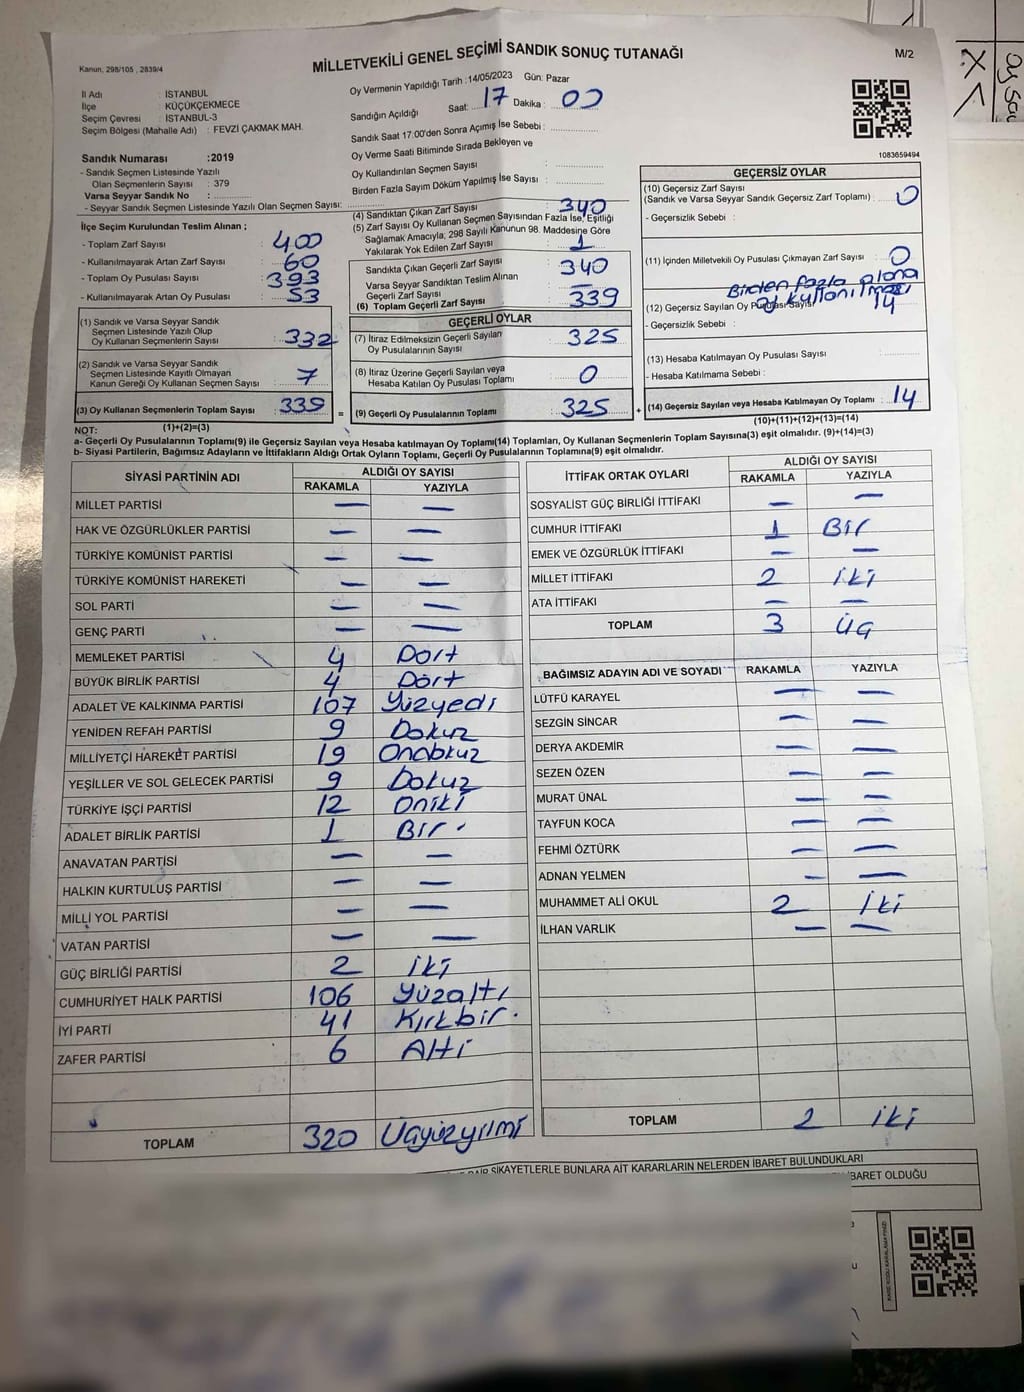 MİLLETVEKİLİ GENEL SEÇİMİ SANDIK SONUÇ TUTANAĞI
M/2
Kanun, 298/105 , 2839/4
İl Adı : İSTANBUL
İlçe : KÜÇÜKÇEKMECE
Seçim Çevresi : İSTANBUL-3
Seçim Bölgesi (Mahalle Adı) : FEVZİ ÇAKMAK MAH.
Sandık Numarası :2019
- Sandık Seçmen Listesinde Yazılı
Olan Seçmenlerin Sayısı : 379
Varsa Seyyar Sandık No :
- Seyyar Sandık Seçmen Listesinde Yazılı Olan Seçmen Sayısı:
Oy Vermenin Yapıldığı Tarih :14/05/2023 Gün: Pazar
Sandığın Açıldığı Saat: 17 Dakika : 00
Sandık Saat 17:00'den Sonra Açılmış İse Sebebi :
Oy Verme Saati Bitiminde Sırada Bekleyen ve
Oy Kullandırılan Seçmen Sayısı :
Birden Fazla Sayım Döküm Yapılmış İse Sayısı :
1083659494
İlçe Seçim Kurulundan Teslim Alınan ;
- Toplam Zarf Sayısı : 400
- Kullanılmayarak Artan Zarf Sayısı : 60
- Toplam Oy Pusulası Sayısı : 393
- Kullanılmayarak Artan Oy Pusulası : 53
(1) Sandık ve Varsa Seyyar Sandık
Seçmen Listesinde Yazılı Olup
Oy Kullanan Seçmenlerin Sayısı : 332
(2) Sandık ve Varsa Seyyar Sandık
Seçmen Listesinde Kayıtlı Olmayan
Kanun Gereği Oy Kullanan Seçmen Sayısı : 7
(3) Oy Kullanan Seçmenlerin Toplam Sayısı : 339
(1)+(2)=(3)
(4) Sandıktan Çıkan Zarf Sayısı : 340
(5) Zarf Sayısı Oy Kullanan Seçmen Sayısından Fazla İse, Eşitliği
Sağlamak Amacıyla; 298 Sayılı Kanunun 98. Maddesine Göre
Yakılarak Yok Edilen Zarf Sayısı : 1
Sandıkta Çıkan Geçerli Zarf Sayısı : 340
Varsa Seyyar Sandıktan Teslim Alınan
Geçerli Zarf Sayısı : —
(6) Toplam Geçerli Zarf Sayısı : 339
GEÇERLİ OYLAR
(7) İtiraz Edilmeksizin Geçerli Sayılan
Oy Pusulalarının Sayısı : 325
(8) İtiraz Üzerine Geçerli Sayılan veya
Hesaba Katılan Oy Pusulası Toplamı : 0
= (9) Geçerli Oy Pusulalarının Toplamı : 325
GEÇERSİZ OYLAR
(10) Geçersiz Zarf Sayısı
(Sandık ve Varsa Seyyar Sandık Geçersiz Zarf Toplamı) : 0
- Geçersizlik Sebebi :
(11) İçinden Milletvekili Oy Pusulası Çıkmayan Zarf Sayısı : 0
Birden fazla alana
oy kullanılması
(12) Geçersiz Sayılan Oy Pusulası Sayısı : 14
- Geçersizlik Sebebi :
(13) Hesaba Katılmayan Oy Pusulası Sayısı :
- Hesaba Katılmama Sebebi :
+ (14) Geçersiz Sayılan veya Hesaba Katılmayan Oy Toplamı : 14
(10)+(11)+(12)+(13)=(14)
NOT:
a- Geçerli Oy Pusulalarının Toplamı(9) ile Geçersiz Sayılan veya Hesaba katılmayan Oy Toplamı(14) Toplamları, Oy Kullanan Seçmenlerin Toplam Sayısına(3) eşit olmalıdır. (9)+(14)=(3)
b- Siyasi Partilerin, Bağımsız Adayların ve İttifakların Aldığı Ortak Oyların Toplamı, Geçerli Oy Pusulalarının Toplamına(9) eşit olmalıdır.
SİYASİ PARTİNİN ADI ALDIĞI OY SAYISI
RAKAMLA YAZIYLA
MİLLET PARTİSİ — —
HAK VE ÖZGÜRLÜKLER PARTİSİ — —
TÜRKİYE KOMÜNİST PARTİSİ — —
TÜRKİYE KOMÜNİST HAREKETİ — —
SOL PARTİ — —
GENÇ PARTİ — —
MEMLEKET PARTİSİ 4 Dört
BÜYÜK BİRLİK PARTİSİ 4 Dört
ADALET VE KALKINMA PARTİSİ 107 Yüzyedi
YENİDEN REFAH PARTİSİ 9 Dokuz
MİLLİYETÇİ HAREKET PARTİSİ 19 Ondokuz
YEŞİLLER VE SOL GELECEK PARTİSİ 9 Dokuz
TÜRKİYE İŞÇİ PARTİSİ 12 Oniki
ADALET BİRLİK PARTİSİ 1 Bir
ANAVATAN PARTİSİ — —
HALKIN KURTULUŞ PARTİSİ — —
MİLLİ YOL PARTİSİ — —
VATAN PARTİSİ — —
GÜÇ BİRLİĞİ PARTİSİ 2 iki
CUMHURİYET HALK PARTİSİ 106 Yüzaltı
İYİ PARTİ 41 Kırkbir.
ZAFER PARTİSİ 6 Altı
TOPLAM 320 Üçyüzyirmi
İTTİFAK ORTAK OYLARI ALDIĞI OY SAYISI
RAKAMLA YAZIYLA
SOSYALİST GÜÇ BİRLİĞİ İTTİFAKI — —
CUMHUR İTTİFAKI 1 Bir
EMEK VE ÖZGÜRLÜK İTTİFAKI — —
MİLLET İTTİFAKI 2 iki
ATA İTTİFAKI — —
TOPLAM 3 Üç
BAĞIMSIZ ADAYIN ADI VE SOYADI RAKAMLA YAZIYLA
LÜTFÜ KARAYEL — —
SEZGİN SİNCAR — —
DERYA AKDEMİR — —
SEZEN ÖZEN — —
MURAT ÜNAL — —
TAYFUN KOCA — —
FEHMİ ÖZTÜRK — —
ADNAN YELMEN — —
MUHAMMET ALİ OKUL 2 iki
İLHAN VARLIK — —
TOPLAM 2 iki
ŞİKAYETLERLE BUNLARA AİT KARARLARIN NELERDEN İBARET BULUNDUKLARI
İBARET OLDUĞU